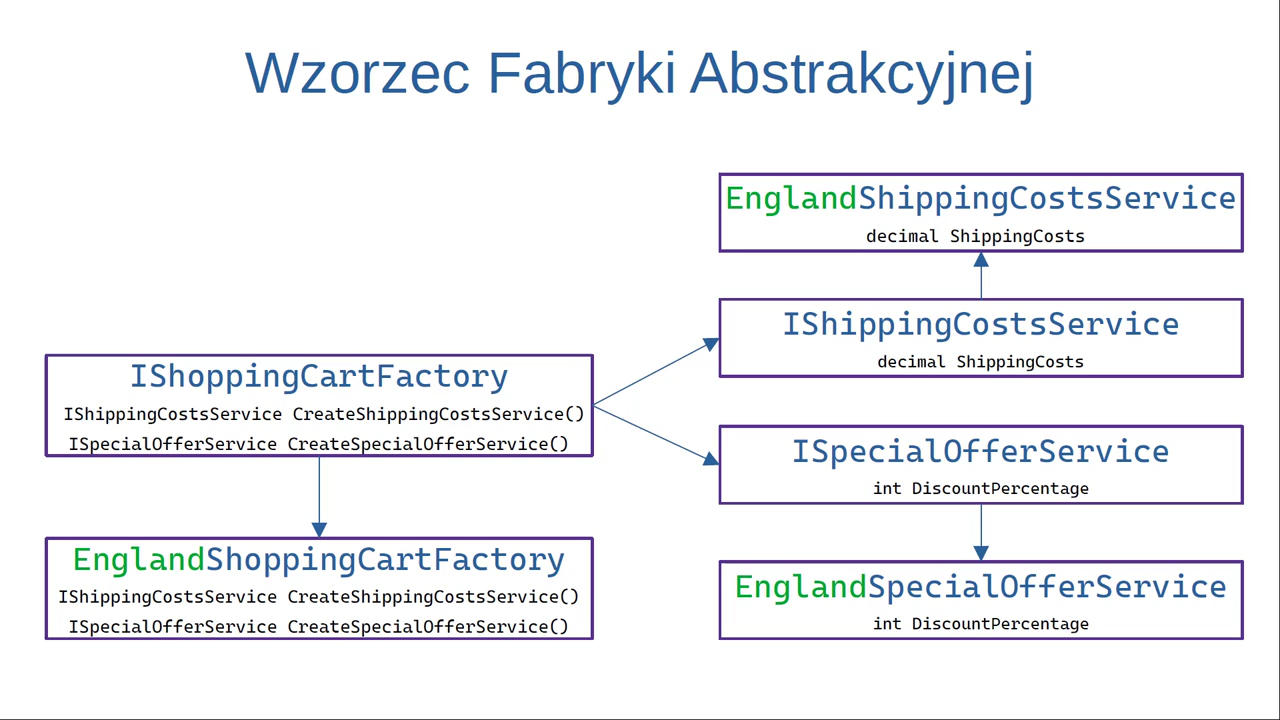 Wzorzec Fabryki Abstrakcyjnej
EnglandShippingCostsService
decimal ShippingCosts
IShippingCostsService
decimal ShippingCosts
IShoppingCartFactory
IShippingCostsService CreateShippingCostsService()
ISpecialOfferService CreateSpecialOfferService()
ISpecialOfferService
int DiscountPercentage
EnglandShoppingCartFactory
IShippingCostsService CreateShippingCostsService()
ISpecialOfferService CreateSpecialOfferService()
EnglandSpecialOfferService
int DiscountPercentage